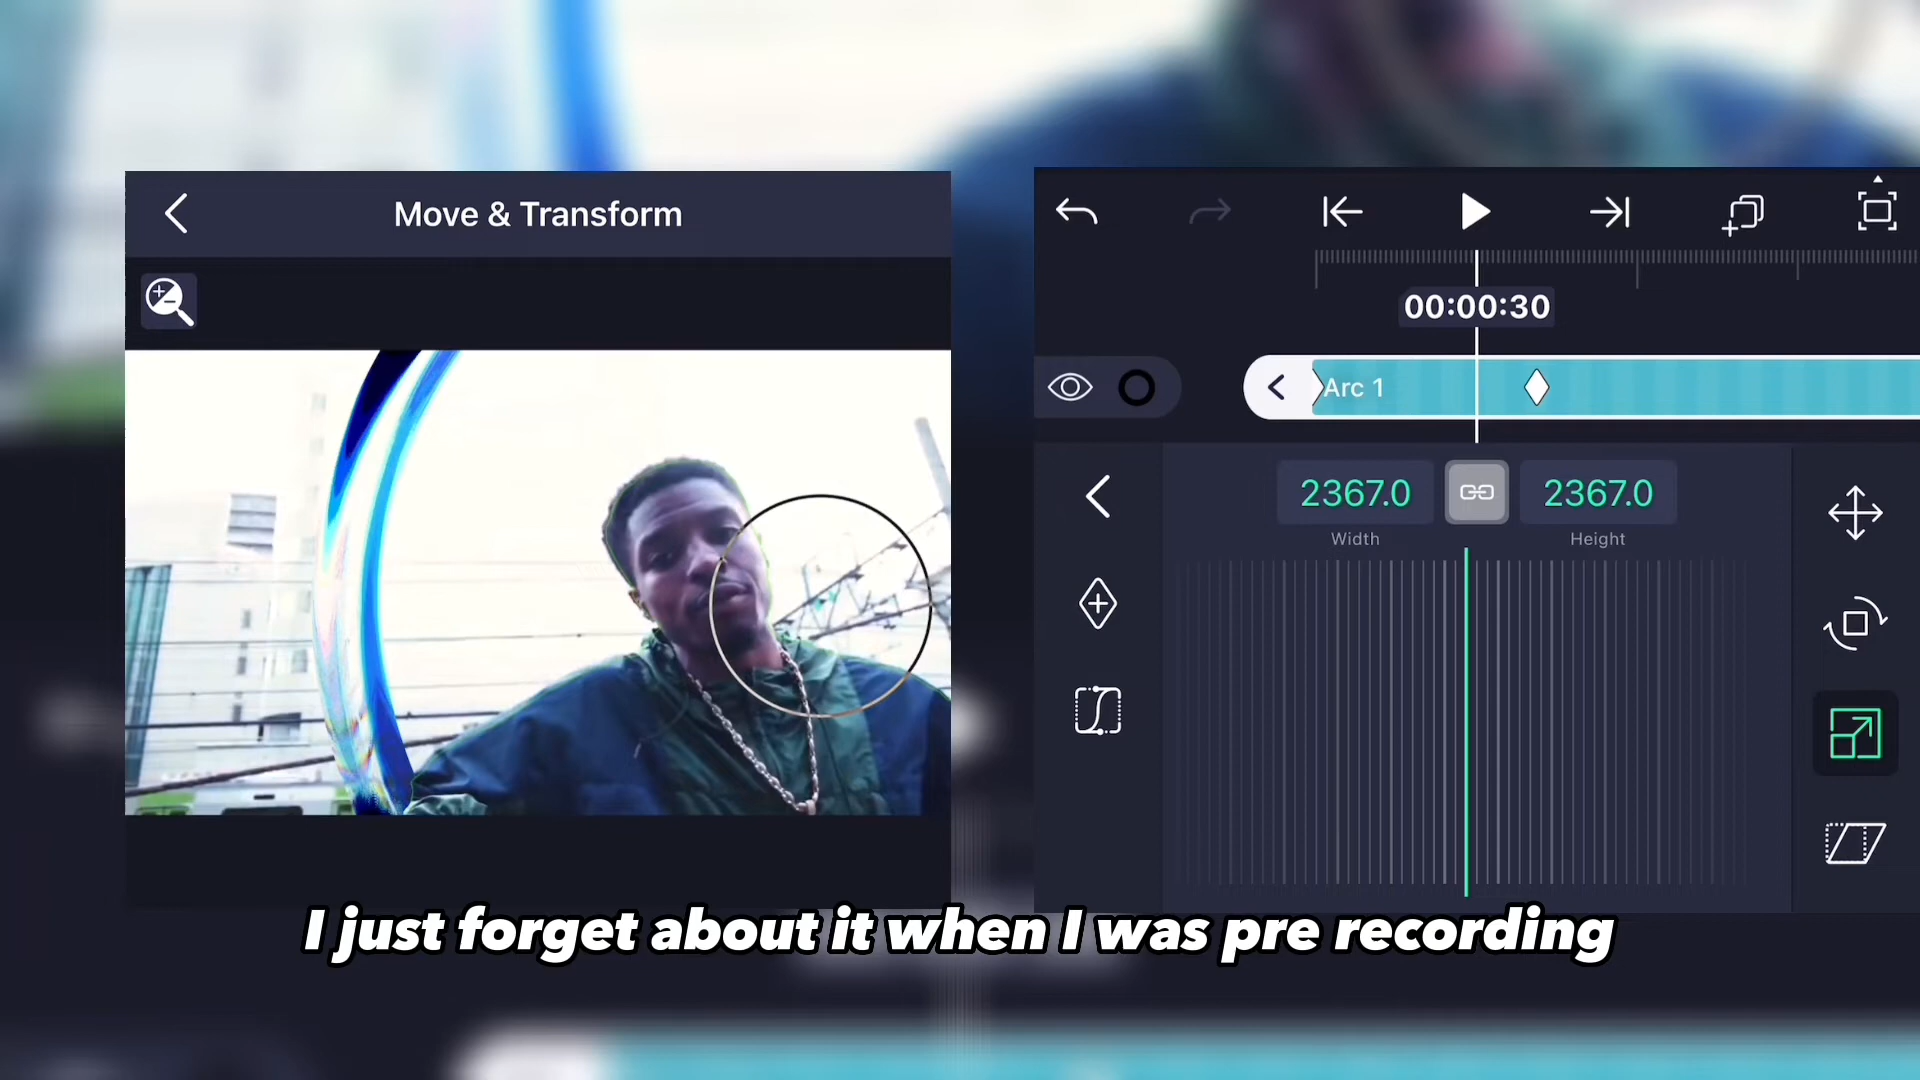 Move & Transform
00:00:30
Arc 1
2367.0
2367.0
Width
Height
I just forget about it when I was pre recording